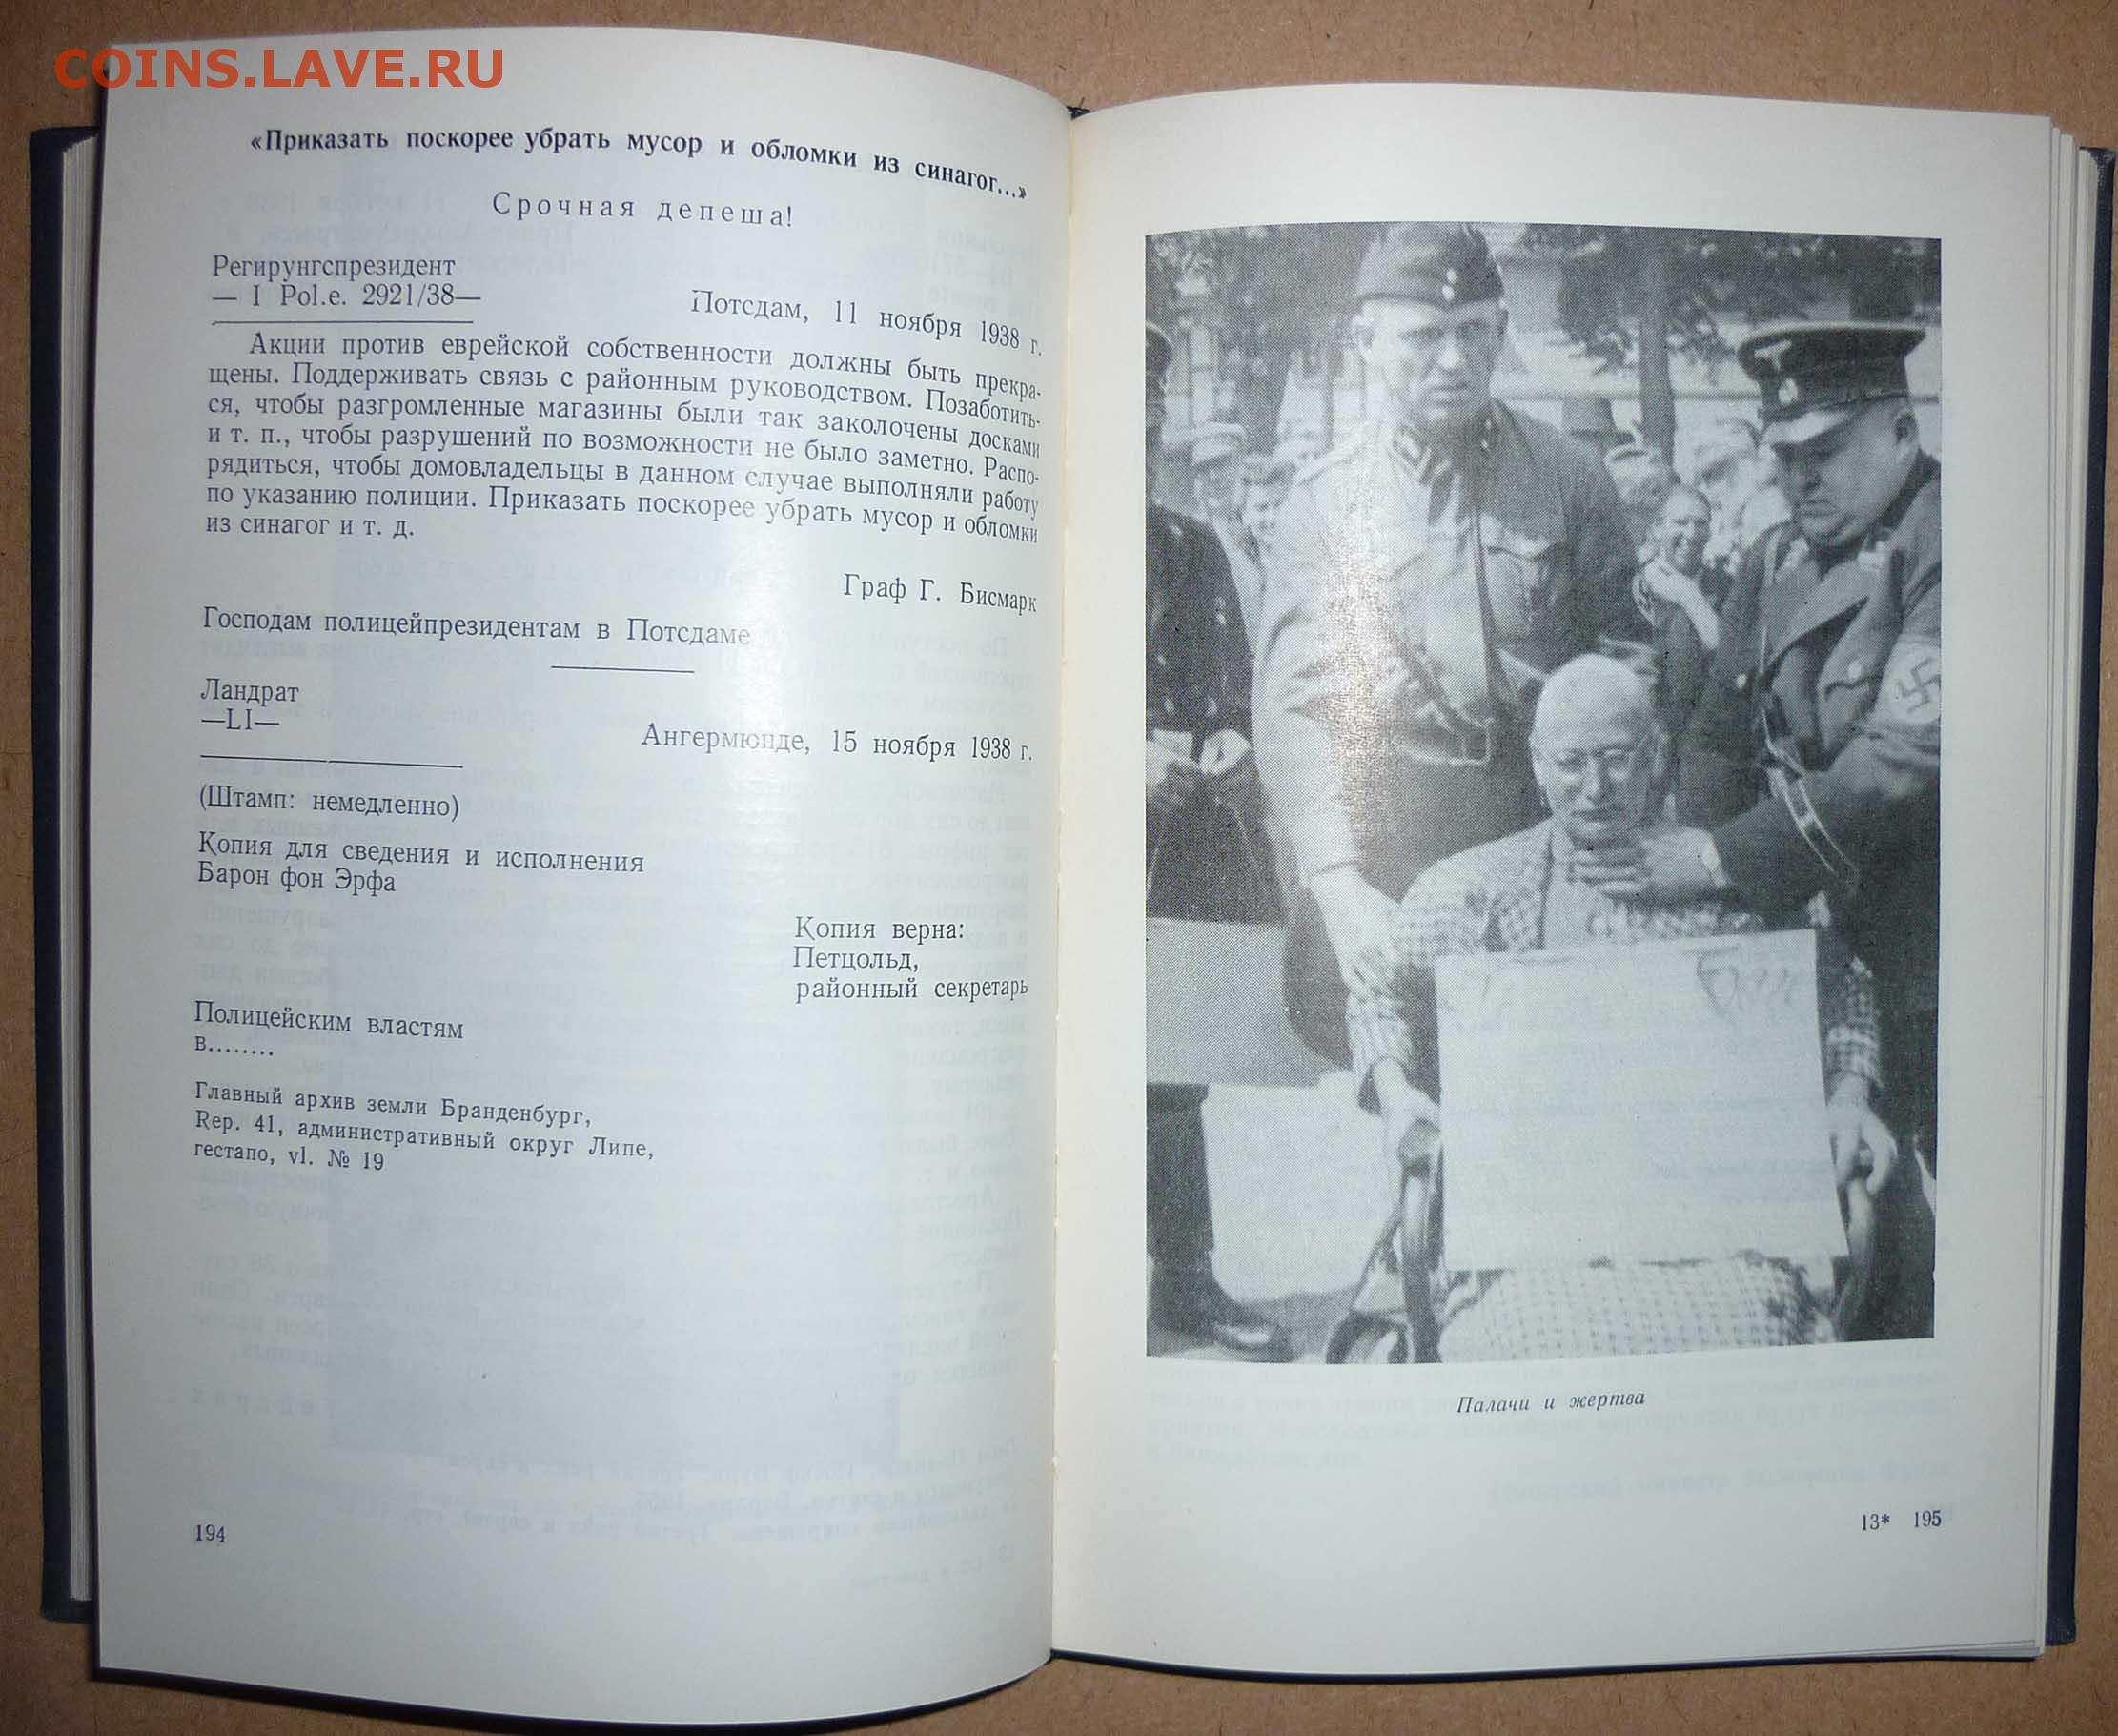 COINS.LAVE.RU
«Приказать поскорее убрать мусор и обломки из синагог...»
Срочная депеша!
Регирунгспрезидент
— I Pol.e. 2921/38—
Потсдам, 11 ноября 1938 г.
Акции против еврейской собственности должны быть прекра-
щены. Поддерживать связь с районным руководством. Позаботить-
ся, чтобы разгромленные магазины были так заколочены досками
и т. п., чтобы разрушений по возможности не было заметно. Распо-
рядиться, чтобы домовладельцы в данном случае выполняли работу
по указанию полиции. Приказать поскорее убрать мусор и обломки
из синагог и т. д.
Граф Г. Бисмарк
Господам полицейпрезидентам в Потсдаме
Ландрат
—LI—
Ангермюнде, 15 ноября 1938 г.
(Штамп: немедленно)
Копия для сведения и исполнения
Барон фон Эрфа
Копия верна:
Петцольд,
районный секретарь
Полицейским властям
в........
Главный архив земли Бранденбург,
Rep. 41, административный округ Липе,
гестапо, vl. № 19
194
Палачи и жертва
13* 195